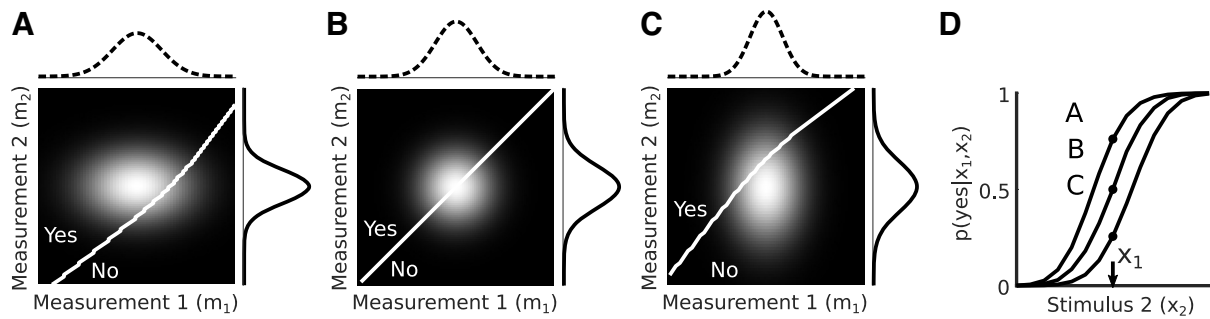 A
B
C
D
Measurement 2 (m2)
Yes
No
Measurement 1 (m1)
Measurement 2 (m2)
Yes
No
Measurement 1 (m1)
Measurement 2 (m2)
Yes
No
Measurement 1 (m1)
p(yes|x1,x2)
1
0.5
0
A
B
C
x1
Stimulus 2 (x2)